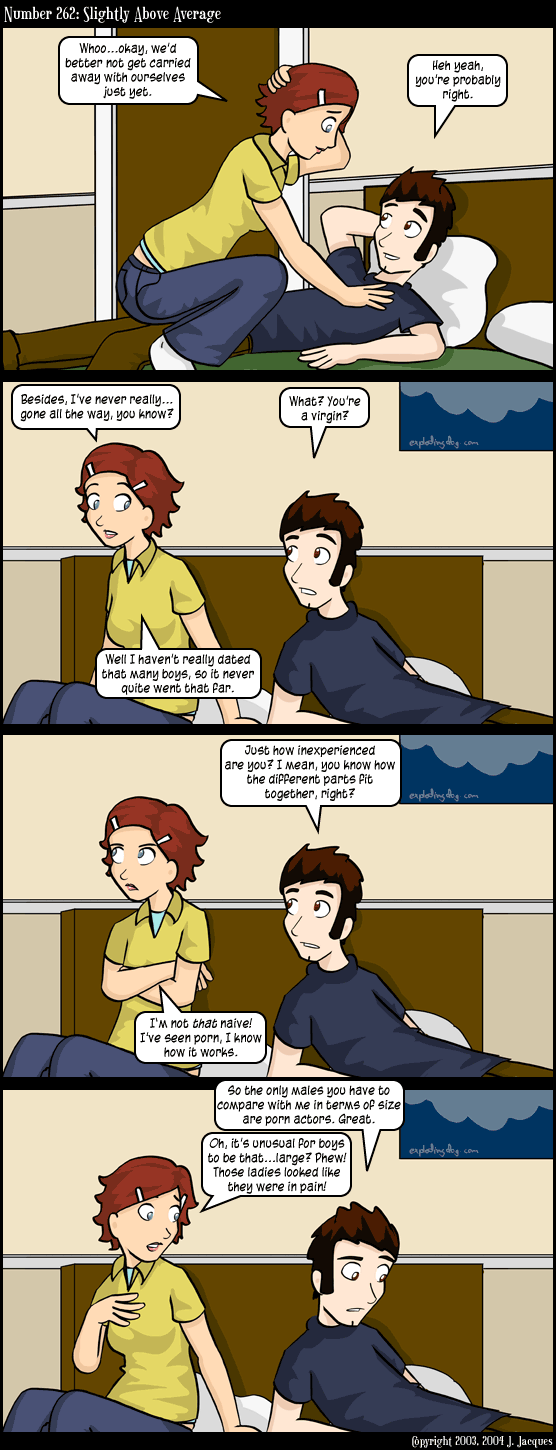 Number 262: Slightly Above Average
Whoo...okay, we'd
better not get carried
away with ourselves
just yet.
Heh yeah,
you're probably
right.
Besides, I've never really...
gone all the way, you know?
What? You're
a virgin?
explodingdog.com
Well I haven't really dated
that many boys, so it never
quite went that far.
Just how inexperienced
are you? I mean, you know how
the different parts fit
together, right?
explodingdog.com
I'm not that naive!
I've seen porn, I know
how it works.
So the only males you have to
compare with me in terms of size
are porn actors. Great.
explodingdog.com
Oh, it's unusual for boys
to be that...large? Phew!
Those ladies looked like
they were in pain!
Copyright 2003, 2004 J. Jacques